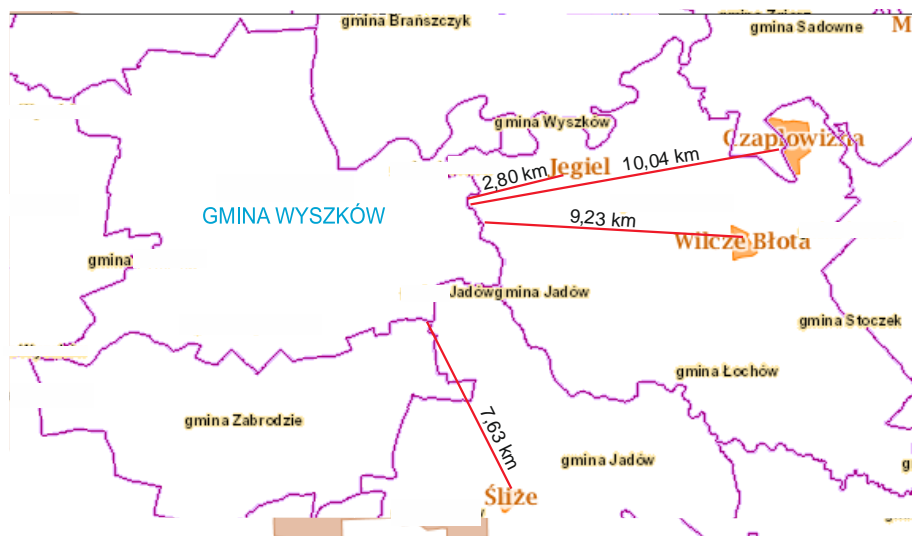 gmina Brańszczyk
gmina Sadowne
M
gmina Wyszków
Czaplowizna
Jegiel
10,04 km
2,80 km
GMINA WYSZKÓW
9,23 km
Wilcze Błota
gmina
Jadów gmina Jadów
gmina Stoczek
gmina Łochów
gmina Zabrodzie
7,63 km
gmina Jadów
Śliże